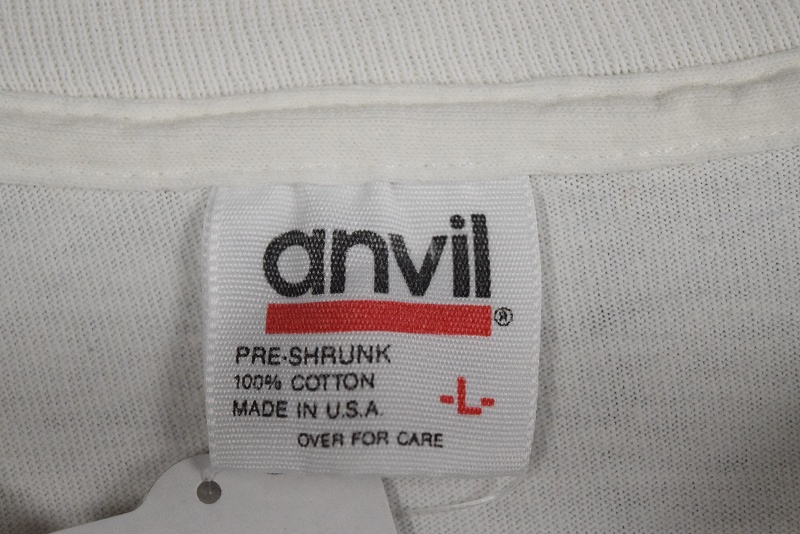 anvil®
PRE-SHRUNK
100% COTTON
MADE IN U.S.A.
-L-
OVER FOR CARE